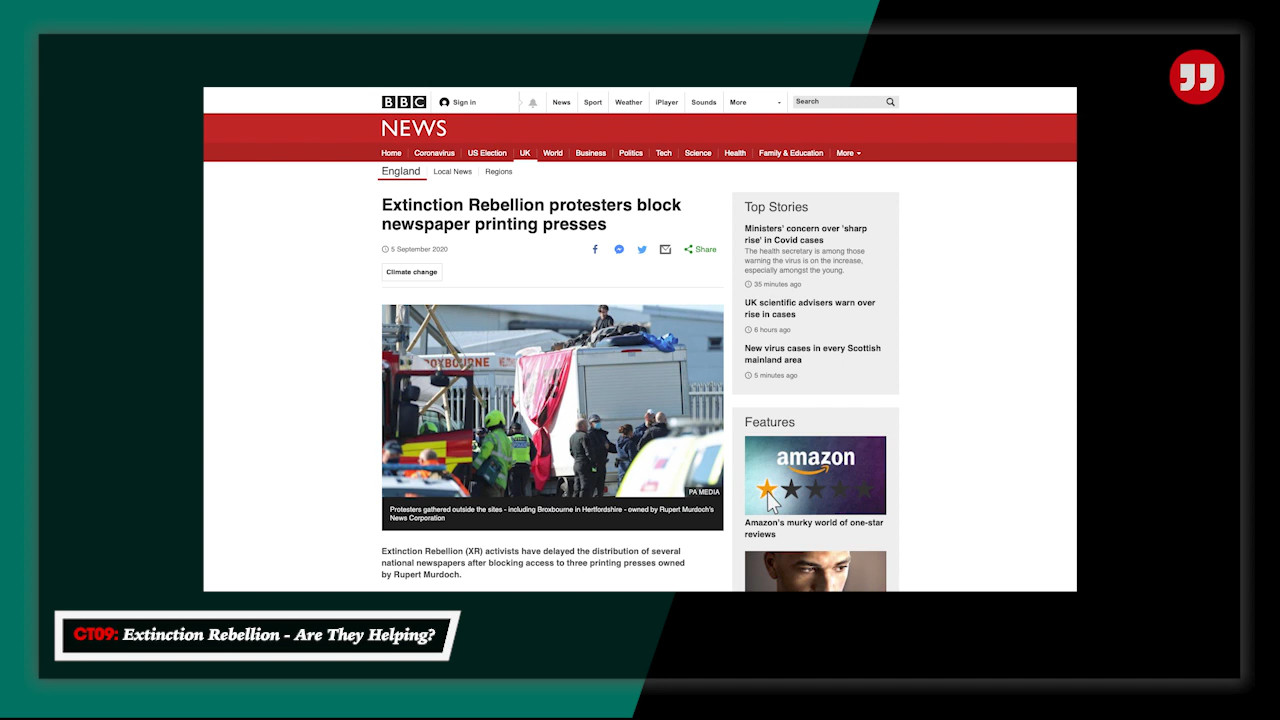 BBC
Sign in
News
Sport
Weather
iPlayer
Sounds
More
Search
NEWS
Home
Coronavirus
US Election
UK
World
Business
Politics
Tech
Science
Health
Family & Education
More
England
Local News
Regions
Extinction Rebellion protesters block
newspaper printing presses
5 September 2020
Share
Climate change
OXBOURNE
PA MEDIA
Protesters gathered outside the sites - including Broxbourne in Hertfordshire - owned by Rupert Murdoch's
News Corporation
Extinction Rebellion (XR) activists have delayed the distribution of several
national newspapers after blocking access to three printing presses owned
by Rupert Murdoch.
Top Stories
Ministers' concern over 'sharp
rise' in Covid cases
The health secretary is among those
warning the virus is on the increase,
especially amongst the young.
35 minutes ago
UK scientific advisers warn over
rise in cases
6 hours ago
New virus cases in every Scottish
mainland area
5 minutes ago
Features
amazon
Amazon's murky world of one-star
reviews
CT09: Extinction Rebellion - Are They Helping?